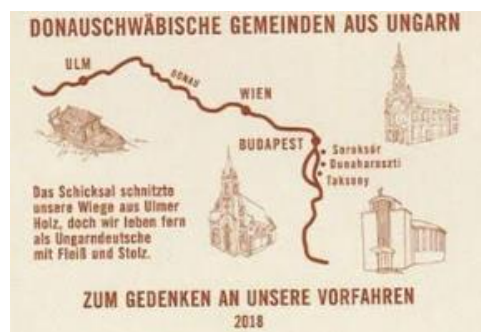 DONAUSCHWÄBISCHE GEMEINDEN AUS UNGARN
ULM
DONAU
WIEN
BUDAPEST
Soroksár
Dunaharaszti
Taksony
Das Schicksal schnitzte
unsere Wiege aus Ulmer
Holz, doch wir leben fern
als Ungarndeutsche
mit Fleiß und Stolz.
ZUM GEDENKEN AN UNSERE VORFAHREN
2018